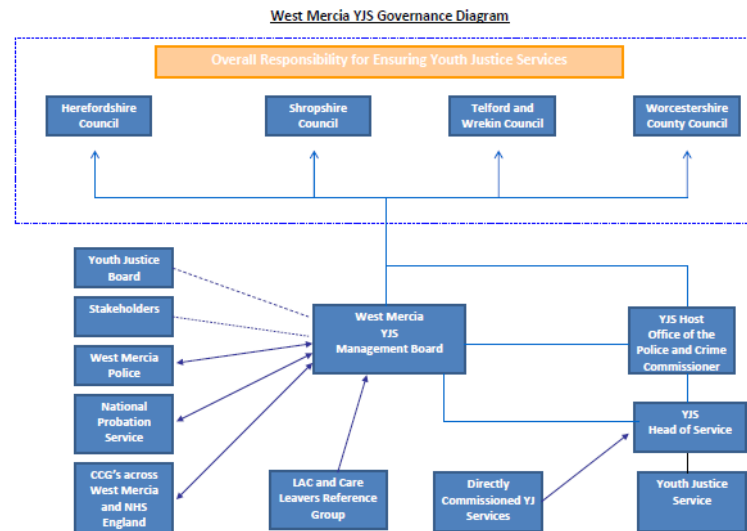 West Mercia YJS Governance Diagram
Overall Responsibility for Ensuring Youth Justice Services
Herefordshire
Council
Shropshire
Council
Telford and
Wrekin Council
Worcestershire
County Council
Youth Justice
Board
Stakeholders
West Mercia
Police
National
Probation
Service
CCG's across
West Mercia
and NHS
England
West Mercia
YJS
Management Board
YJS Host
Office of the
Police and Crime
Commissioner
YJS
Head of Service
LAC and Care
Leavers Reference
Group
Directly
Commissioned YJ
Services
Youth Justice
Service